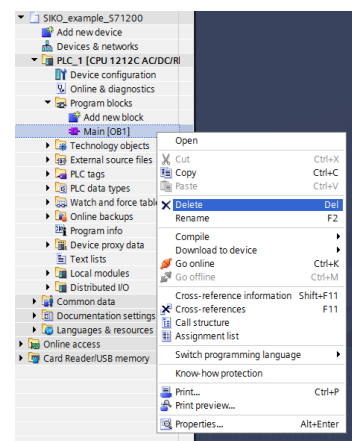 SIKO_example_S71200
Add new device
Devices & networks
PLC_1 [CPU 1212C AC/DC/Rl
Device configuration
Online & diagnostics
Program blocks
Add new block
Main [OB1]
Technology objects
External source files
PLC tags
PLC data types
Watch and force table
Online backups
Program info
Device proxy data
Text lists
Local modules
Distributed I/O
Common data
Documentation settings
Languages & resources
Online access
Card Reader/USB memory
Open
Cut Ctrl+X
Copy Ctrl+C
Paste Ctrl+V
Delete Del
Rename F2
Compile
Download to device
Go online Ctrl+K
Go offline Ctrl+M
Cross-reference information Shift+F11
Cross-references F11
Call structure
Assignment list
Switch programming language
Know-how protection
Print... Ctrl+P
Print preview...
Properties... Alt+Enter